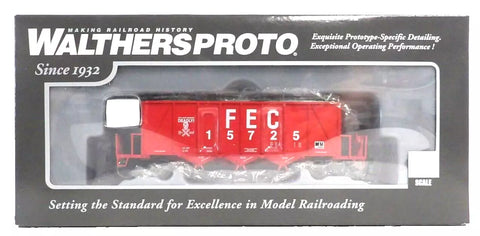 MAKING RAILROAD HISTORY
WALTHERSPROTO®
Exquisite Prototype-Specific Detailing.
Exceptional Operating Performance !
Since 1932
FEC
15725
SCALE
Setting the Standard for Excellence in Model Railroading